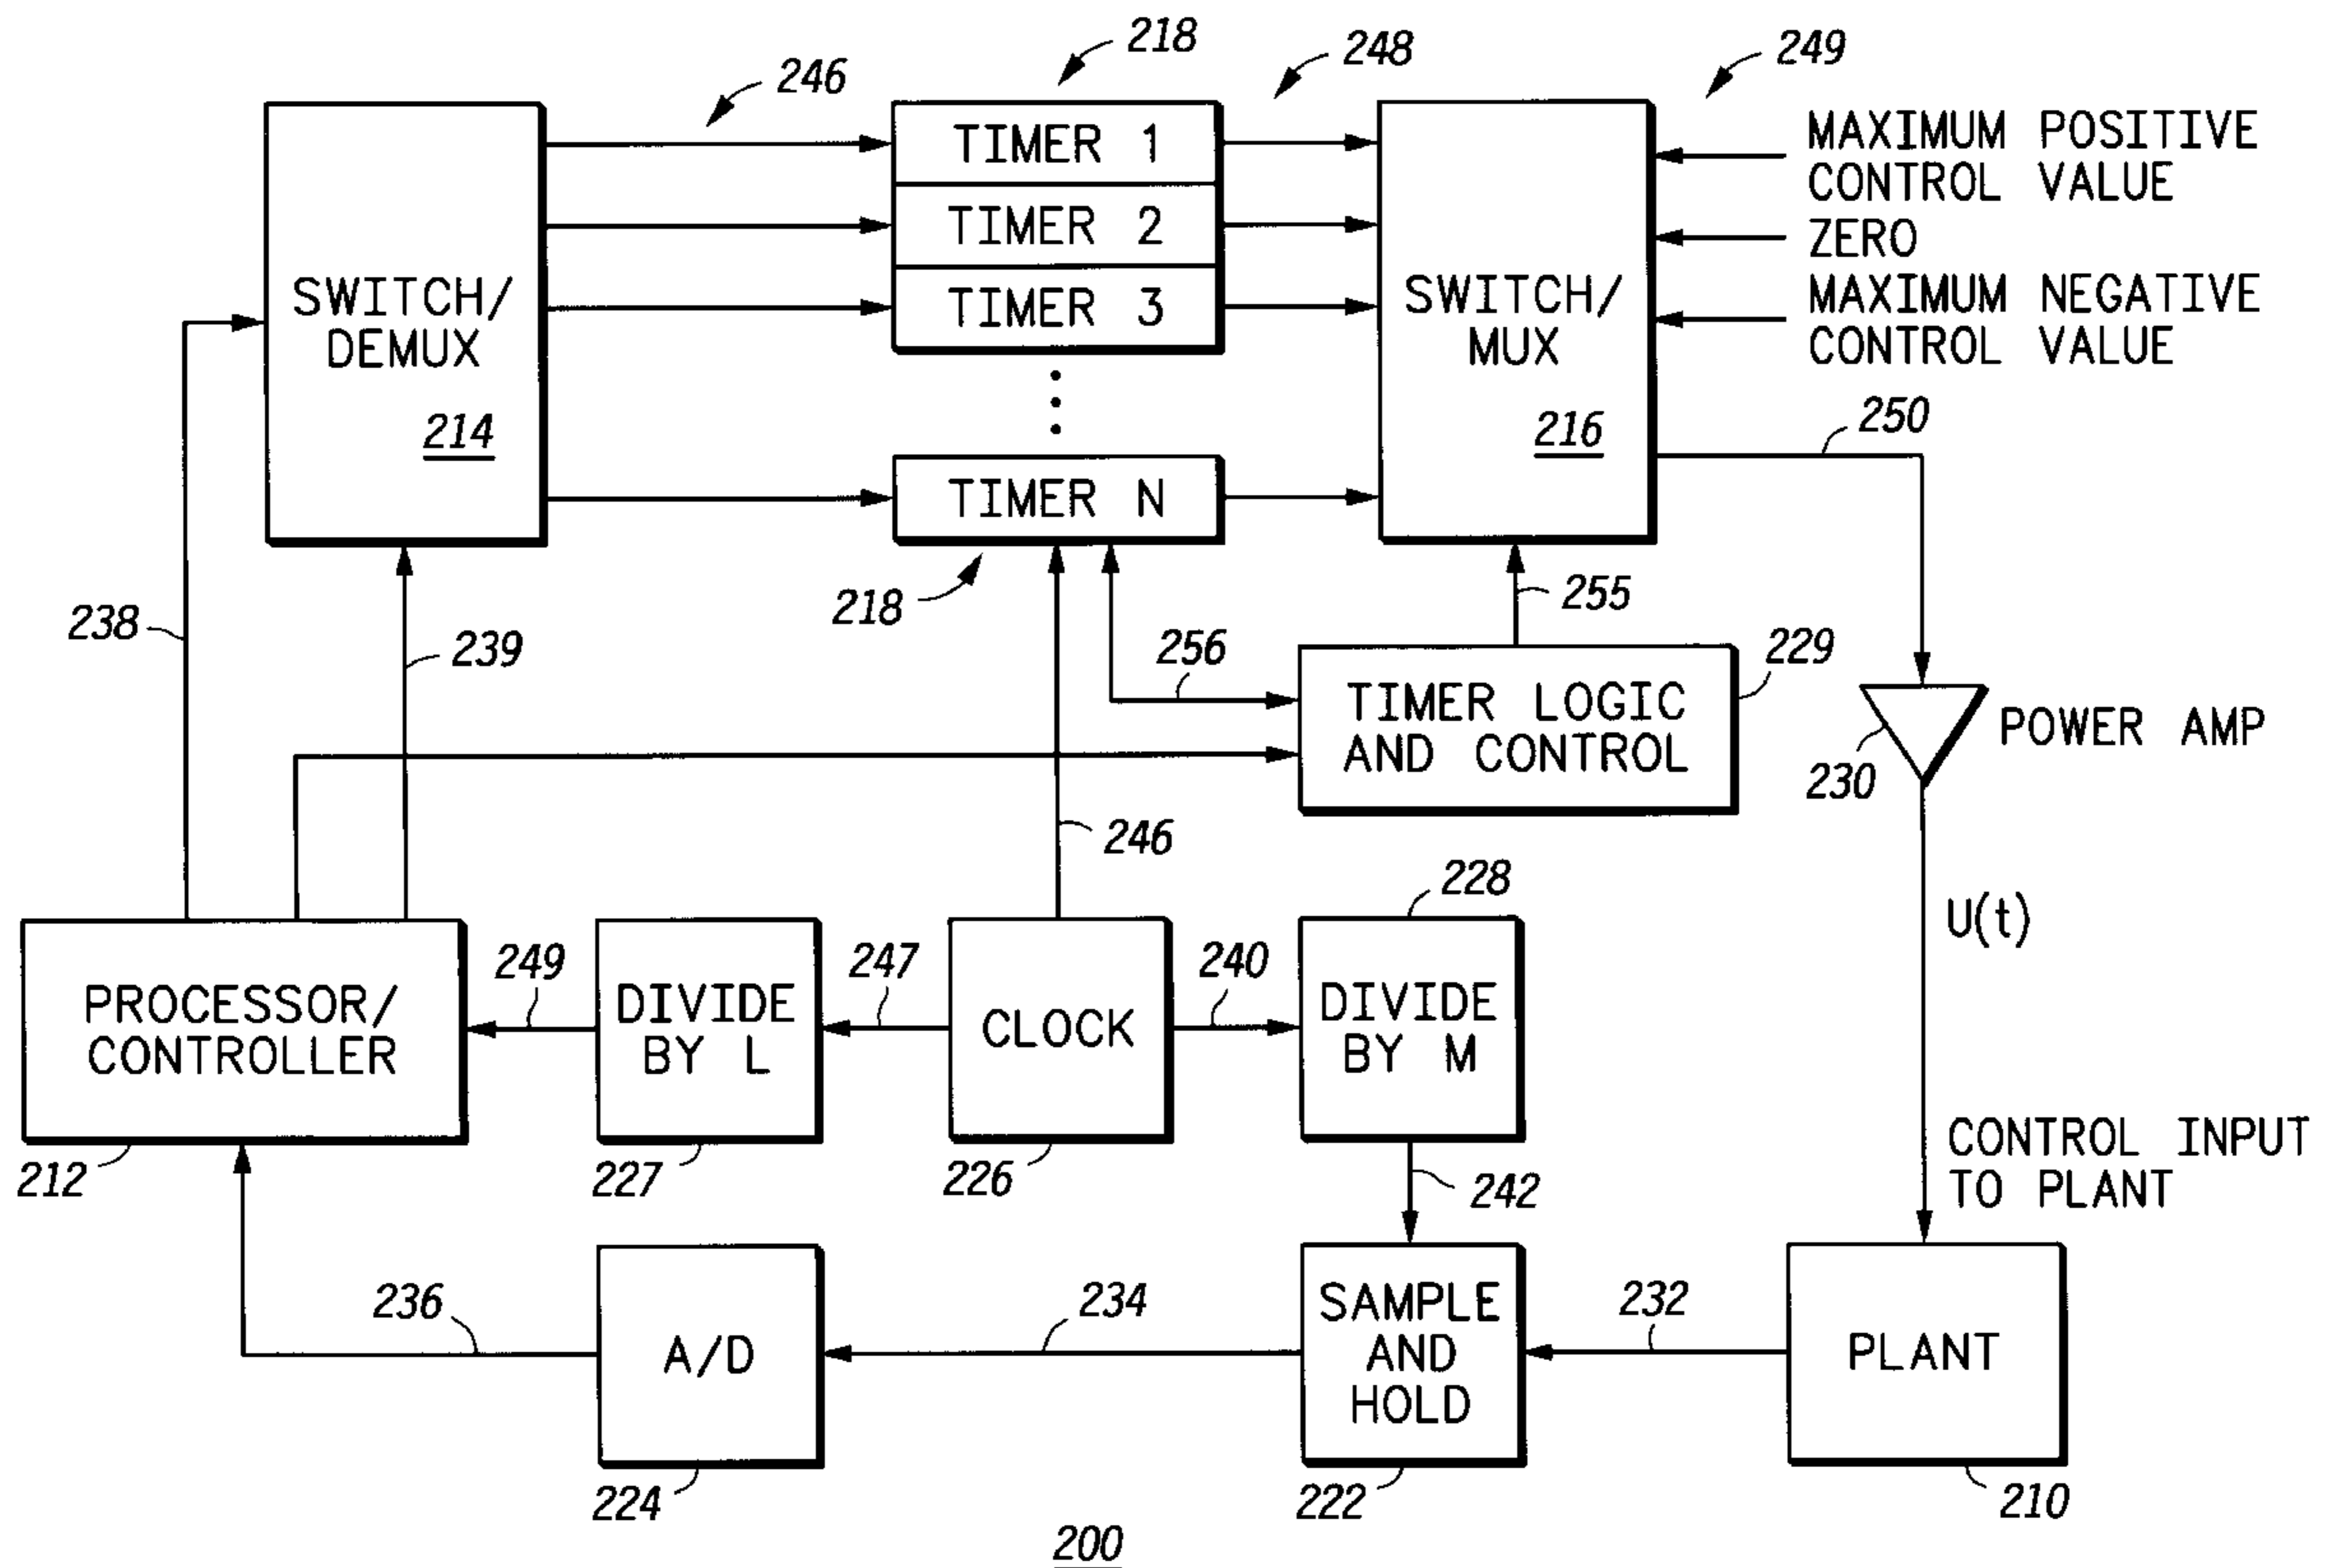 218
248
249
246
TIMER 1
TIMER 2
TIMER 3
TIMER N
218
SWITCH/
DEMUX
214
SWITCH/
MUX
216
MAXIMUM POSITIVE
CONTROL VALUE
ZERO
MAXIMUM NEGATIVE
CONTROL VALUE
250
238
239
255
256
TIMER LOGIC
AND CONTROL
229
POWER AMP
230
246
228
U(t)
PROCESSOR/
CONTROLLER
212
249
DIVIDE
BY L
227
247
CLOCK
226
240
DIVIDE
BY M
242
CONTROL INPUT
TO PLANT
236
A/D
224
234
SAMPLE
AND
HOLD
222
232
PLANT
210
200